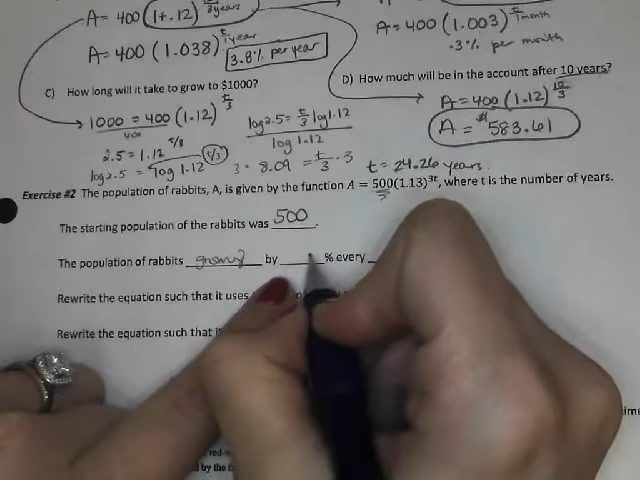 A = 400 (1+.12)
3 years
A = 400 (1.003) t/1 month
A = 400 (1.038) t/1 year
3.8% per year
.3% per month
C) How long will it take to grow to $1000?
D) How much will be in the account after 10 years?
1000 = 400 (1.12) t/3
400
log 2.5 = t/3 log 1.12
log 1.12
A = 400 (1.12) 10/3
A = $583.61
2.5 = 1.12 t/3
log 2.5 = log 1.12 (t/3)
3 · 8.09 = t/3 · 3
t = 24.26 years.
Exercise #2 The population of rabbits, A, is given by the function A = 500(1.13)^3t, where t is the number of years.
The starting population of the rabbits was 500.
The population of rabbits by % every
Rewrite the equation such that it uses
Rewrite the equation such that